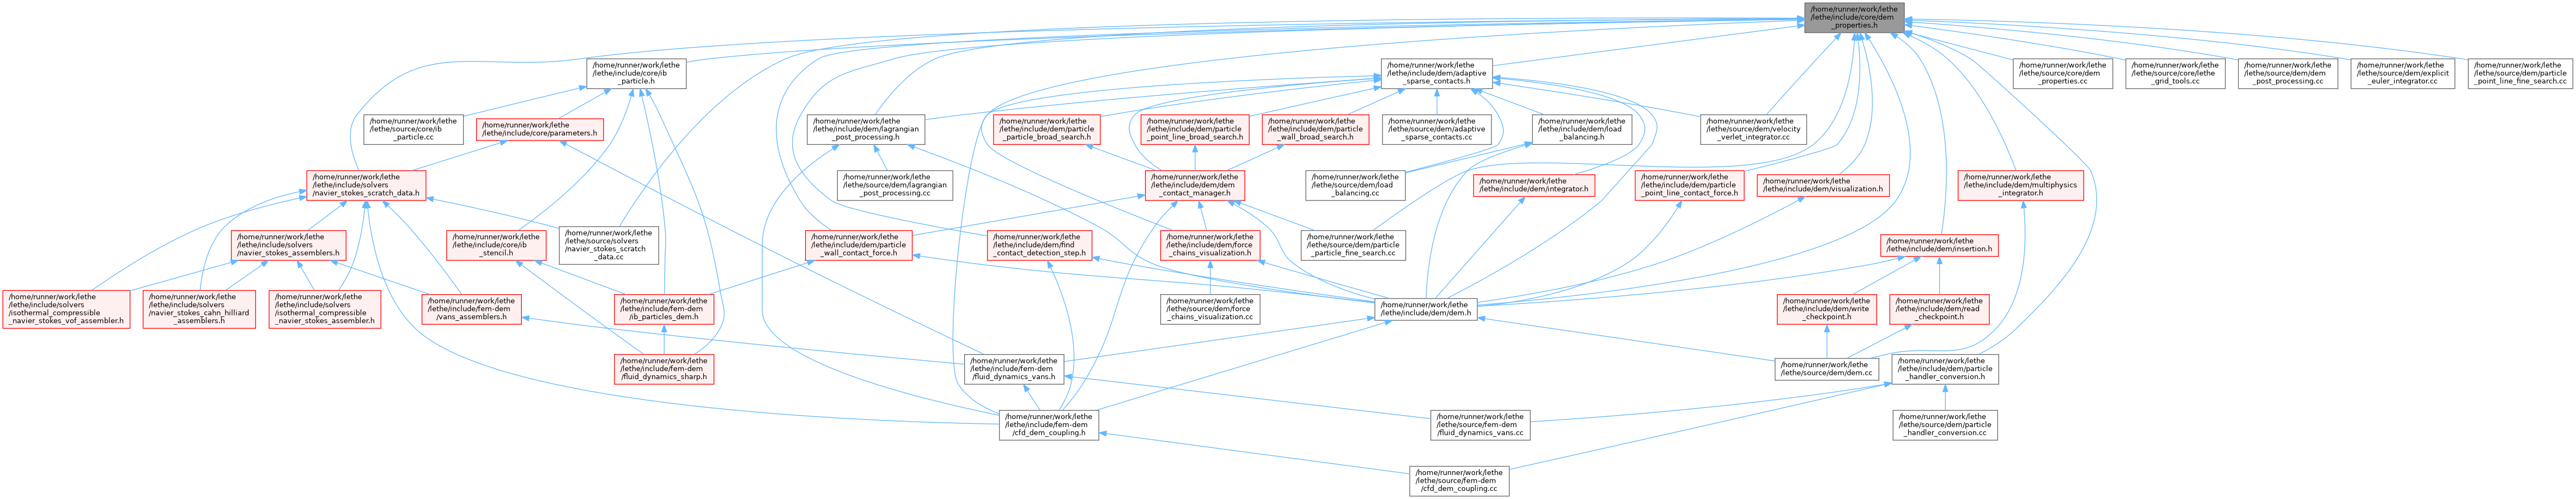 /home/runner/work/lethe
/lethe/include/core/dem
_properties.h
/home/runner/work/lethe
/lethe/include/core/ib
_particle.h
/home/runner/work/lethe
/lethe/include/dem/adaptive
_sparse_contacts.h
/home/runner/work/lethe
/lethe/source/core/dem
_properties.cc
/home/runner/work/lethe
/lethe/source/core/lethe
_grid_tools.cc
/home/runner/work/lethe
/lethe/source/dem/dem
_post_processing.cc
/home/runner/work/lethe
/lethe/source/dem/explicit
_euler_integrator.cc
/home/runner/work/lethe
/lethe/source/dem/particle
_point_line_fine_search.cc
/home/runner/work/lethe
/lethe/source/core/ib
_particle.cc
/home/runner/work/lethe
/lethe/include/core/parameters.h
/home/runner/work/lethe
/lethe/include/dem/lagrangian
_post_processing.h
/home/runner/work/lethe
/lethe/include/dem/particle
_particle_broad_search.h
/home/runner/work/lethe
/lethe/include/dem/particle
_point_line_broad_search.h
/home/runner/work/lethe
/lethe/include/dem/particle
_wall_broad_search.h
/home/runner/work/lethe
/lethe/source/dem/adaptive
_sparse_contacts.cc
/home/runner/work/lethe
/lethe/include/dem/load
_balancing.h
/home/runner/work/lethe
/lethe/source/dem/velocity
_verlet_integrator.cc
/home/runner/work/lethe
/lethe/include/solvers
/navier_stokes_scratch_data.h
/home/runner/work/lethe
/lethe/source/dem/lagrangian
_post_processing.cc
/home/runner/work/lethe
/lethe/include/dem/dem
_contact_manager.h
/home/runner/work/lethe
/lethe/source/dem/load
_balancing.cc
/home/runner/work/lethe
/lethe/include/dem/integrator.h
/home/runner/work/lethe
/lethe/include/dem/particle
_point_line_contact_force.h
/home/runner/work/lethe
/lethe/include/dem/visualization.h
/home/runner/work/lethe
/lethe/include/dem/multiphysics
_integrator.h
/home/runner/work/lethe
/lethe/include/solvers
/navier_stokes_assemblers.h
/home/runner/work/lethe
/lethe/include/core/ib
_stencil.h
/home/runner/work/lethe
/lethe/source/solvers
/navier_stokes_scratch
_data.cc
/home/runner/work/lethe
/lethe/include/dem/particle
_wall_contact_force.h
/home/runner/work/lethe
/lethe/include/dem/find
_contact_detection_step.h
/home/runner/work/lethe
/lethe/include/dem/force
_chains_visualization.h
/home/runner/work/lethe
/lethe/source/dem/particle
_particle_fine_search.cc
/home/runner/work/lethe
/lethe/include/dem/insertion.h
/home/runner/work/lethe
/lethe/include/solvers
/isothermal_compressible
_navier_stokes_vof_assembler.h
/home/runner/work/lethe
/lethe/include/solvers
/navier_stokes_cahn_hilliard
_assemblers.h
/home/runner/work/lethe
/lethe/include/solvers
/isothermal_compressible
_navier_stokes_assembler.h
/home/runner/work/lethe
/lethe/include/fem-dem
/vans_assemblers.h
/home/runner/work/lethe
/lethe/include/fem-dem
/ib_particles_dem.h
/home/runner/work/lethe
/lethe/source/dem/force
_chains_visualization.cc
/home/runner/work/lethe
/lethe/include/dem/dem.h
/home/runner/work/lethe
/lethe/include/dem/write
_checkpoint.h
/home/runner/work/lethe
/lethe/include/dem/read
_checkpoint.h
/home/runner/work/lethe
/lethe/include/fem-dem
/fluid_dynamics_sharp.h
/home/runner/work/lethe
/lethe/include/fem-dem
/fluid_dynamics_vans.h
/home/runner/work/lethe
/lethe/source/dem/dem.cc
/home/runner/work/lethe
/lethe/include/dem/particle
_handler_conversion.h
/home/runner/work/lethe
/lethe/include/fem-dem
/cfd_dem_coupling.h
/home/runner/work/lethe
/lethe/source/fem-dem
/fluid_dynamics_vans.cc
/home/runner/work/lethe
/lethe/source/dem/particle
_handler_conversion.cc
/home/runner/work/lethe
/lethe/source/fem-dem
/cfd_dem_coupling.cc